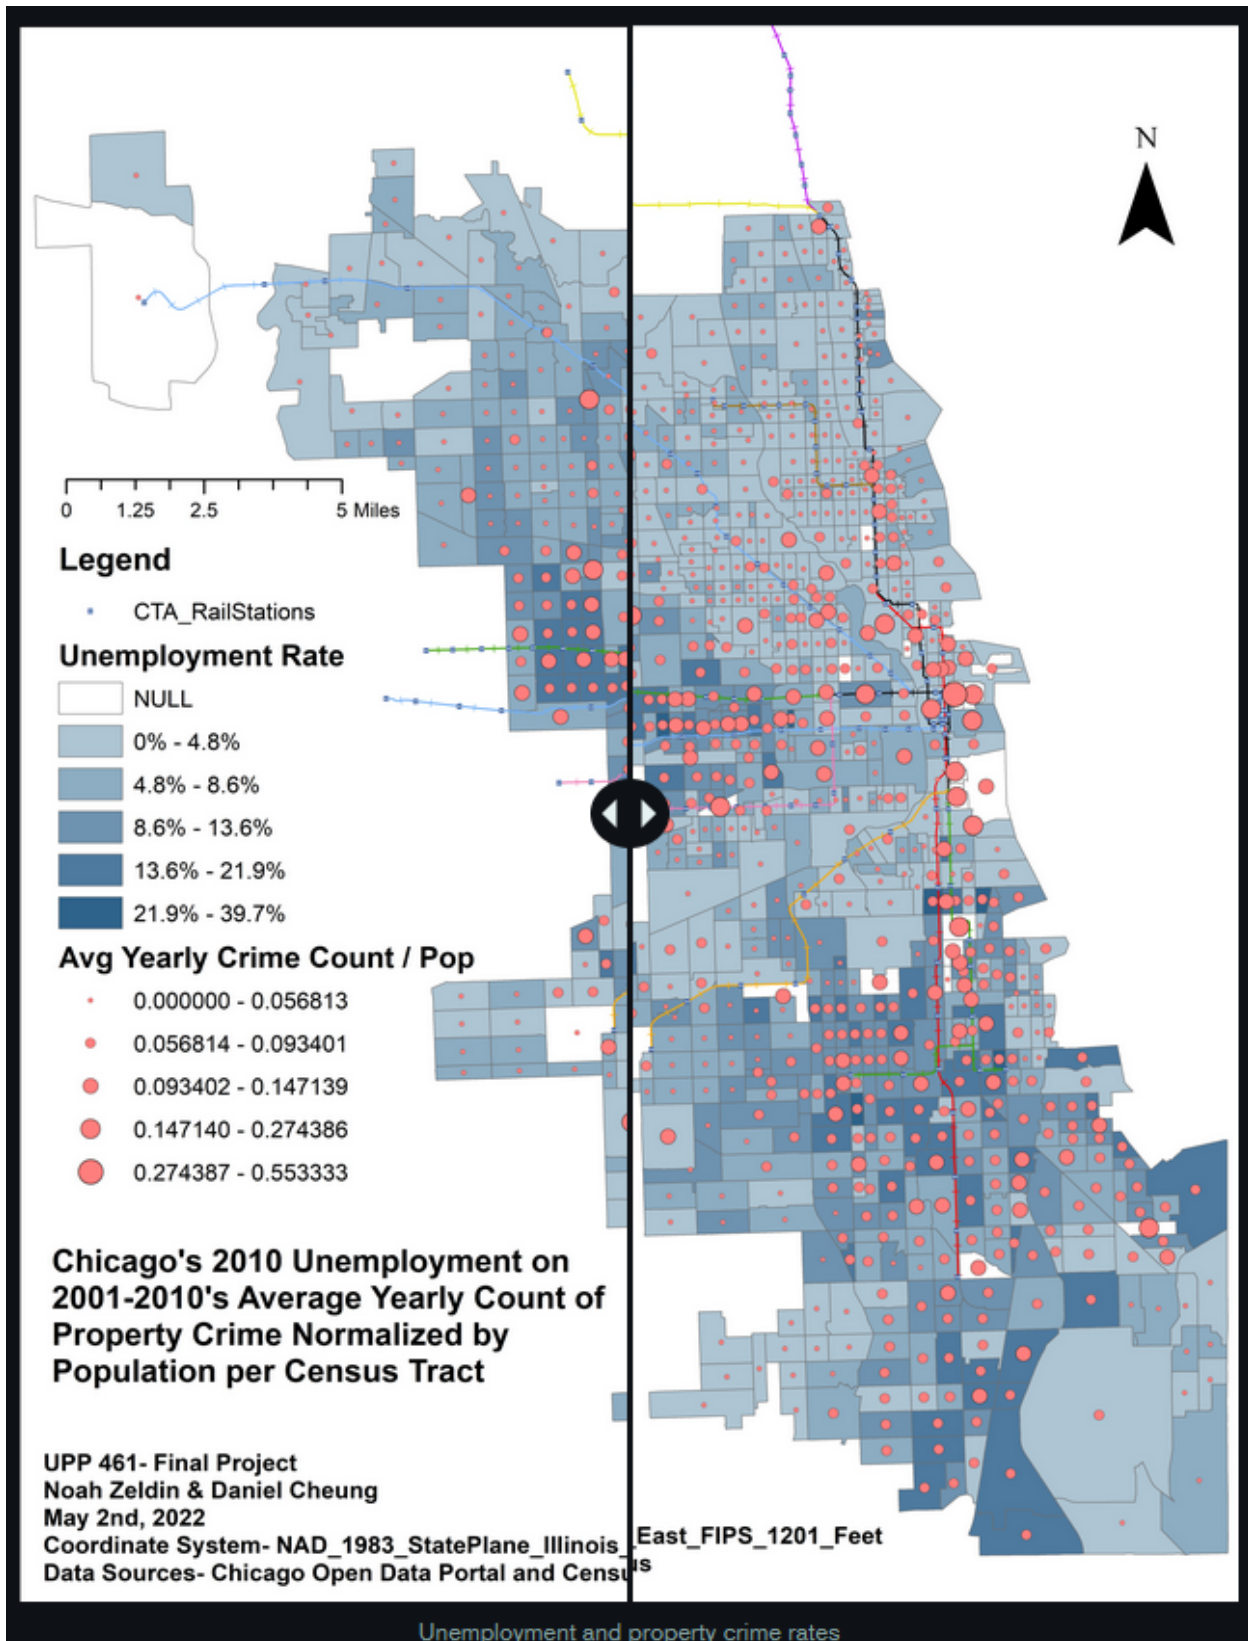 N
0 1.25 2.5 5 Miles
Legend
CTA_RailStations
Unemployment Rate
NULL
0% - 4.8%
4.8% - 8.6%
8.6% - 13.6%
13.6% - 21.9%
21.9% - 39.7%
Avg Yearly Crime Count / Pop
0.000000 - 0.056813
0.056814 - 0.093401
0.093402 - 0.147139
0.147140 - 0.274386
0.274387 - 0.553333
Chicago's 2010 Unemployment on
2001-2010's Average Yearly Count of
Property Crime Normalized by
Population per Census Tract
UPP 461- Final Project
Noah Zeldin & Daniel Cheung
May 2nd, 2022
Coordinate System- NAD_1983_StatePlane_Illinois_East_FIPS_1201_Feet
Data Sources- Chicago Open Data Portal and Census
Unemployment and property crime rates